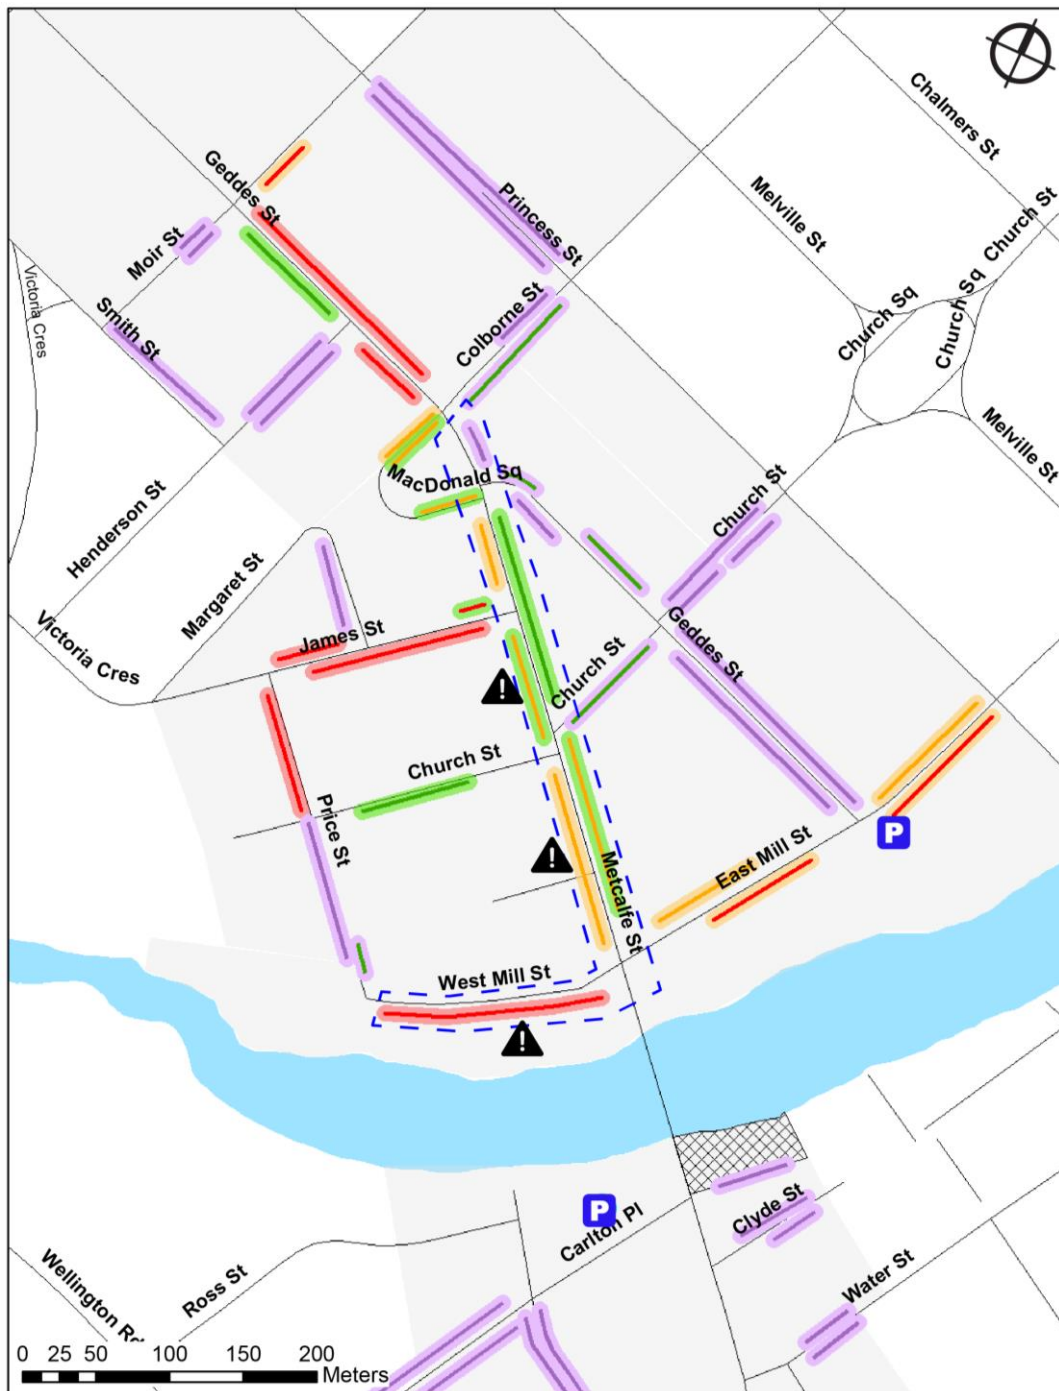 Chalmers St
Geddes St
Melville St
Princess St
Church St
Moir St
Victoria Cres
Smith St
Colborne St
Church Sq
Church Sq
Melville St
MacDonald Sq
Henderson St
Church St
Margaret St
Victoria Cres
James St
Church St
Geddes St
Church St
Price St
East Mill St
P
Metcalfe St
West Mill St
!
!
!
P
Carlton Pl
Clyde St
Wellington Rd
Ross St
Water St
0 25 50 100 150 200
Meters